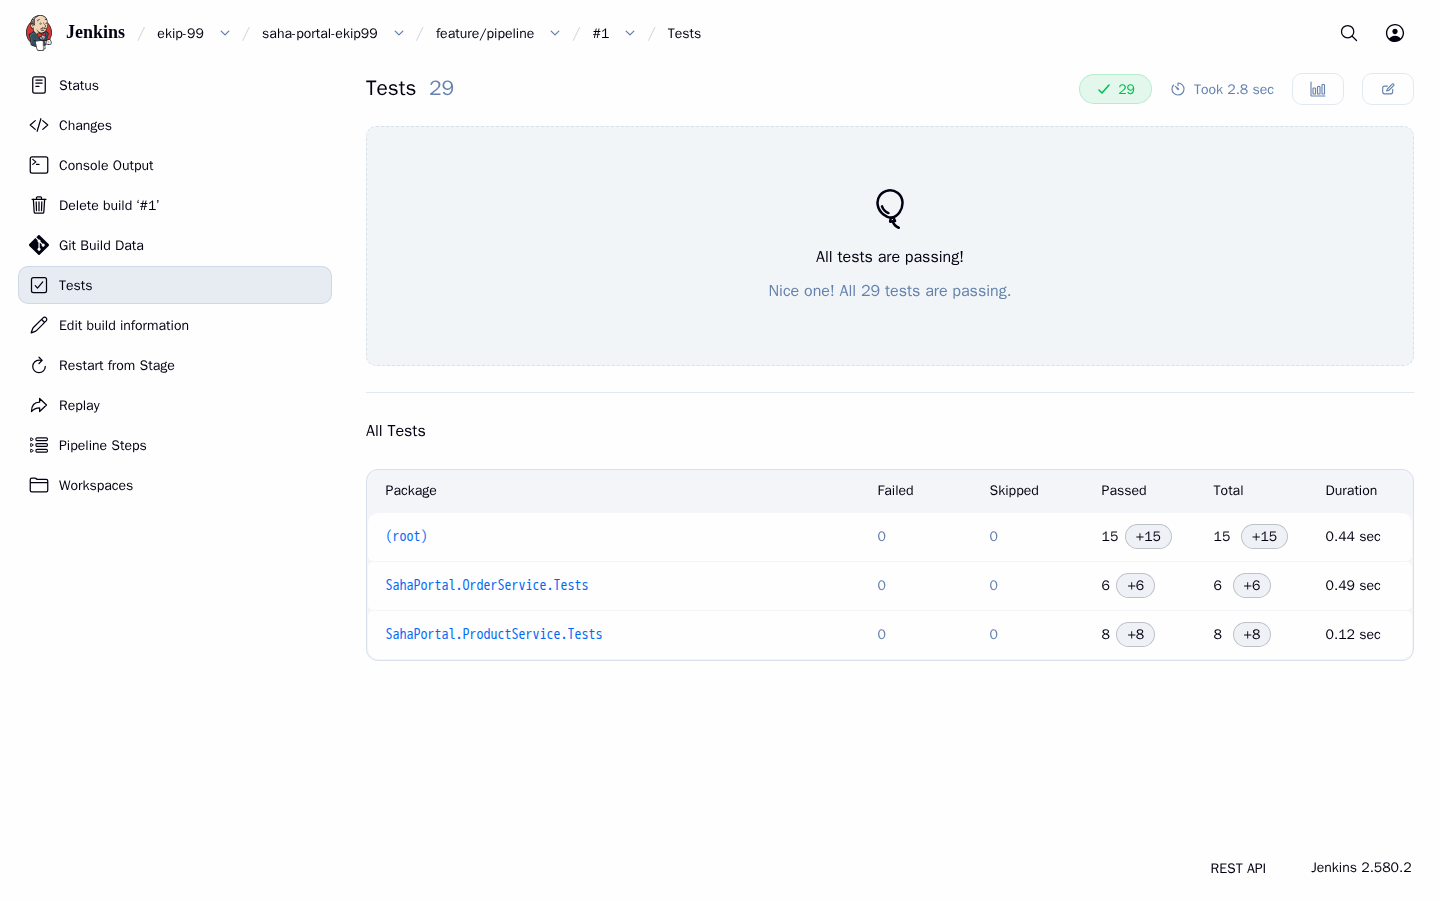 Jenkins / ekip-99 / saha-portal-ekip99 / feature/pipeline / #1 / Tests
Status
Changes
Console Output
Delete build ‘#1’
Git Build Data
Tests
Edit build information
Restart from Stage
Replay
Pipeline Steps
Workspaces
Tests 29
29 Took 2.8 sec
All tests are passing!
Nice one! All 29 tests are passing.
All Tests
Package Failed Skipped Passed Total Duration
(root) 0 0 15 +15 15 +15 0.44 sec
SahaPortal.OrderService.Tests 0 0 6 +6 6 +6 0.49 sec
SahaPortal.ProductService.Tests 0 0 8 +8 8 +8 0.12 sec
REST API Jenkins 2.580.2